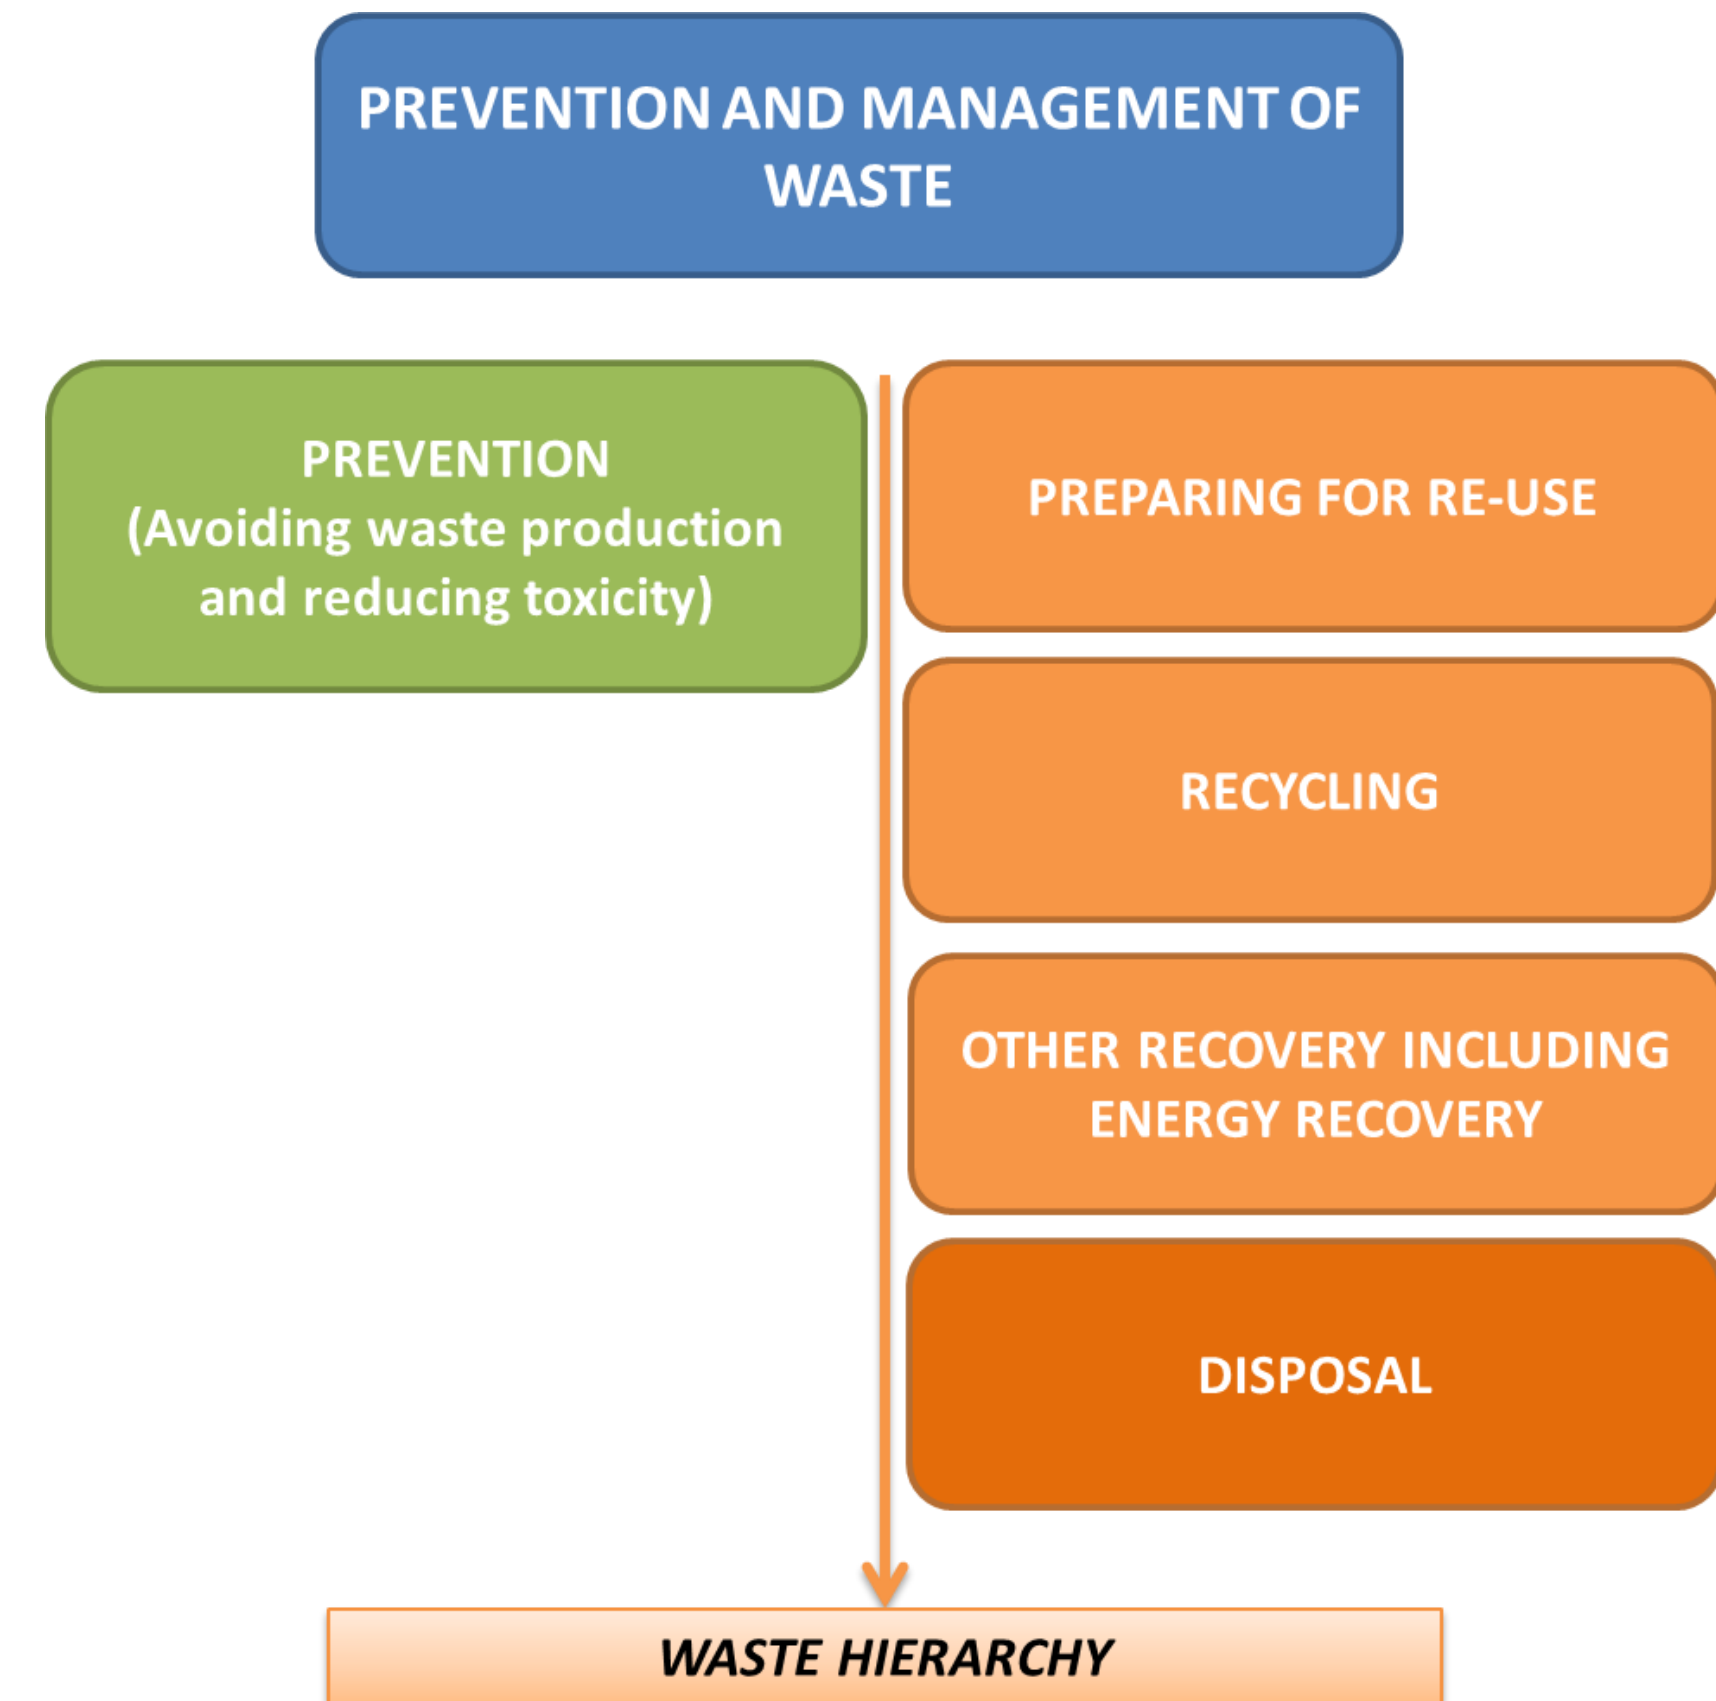 PREVENTION AND MANAGEMENT OF
WASTE
PREVENTION
(Avoiding waste production
and reducing toxicity)
PREPARING FOR RE-USE
RECYCLING
OTHER RECOVERY INCLUDING
ENERGY RECOVERY
DISPOSAL
WASTE HIERARCHY